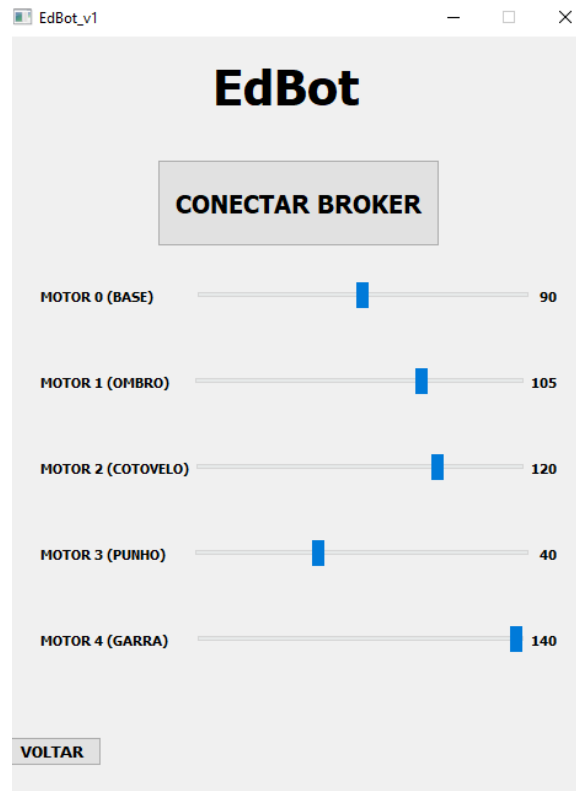 EdBot_v1
EdBot
CONECTAR BROKER
MOTOR 0 (BASE) 90
MOTOR 1 (OMBRO) 105
MOTOR 2 (COTOVELO) 120
MOTOR 3 (PUNHO) 40
MOTOR 4 (GARRA) 140
VOLTAR